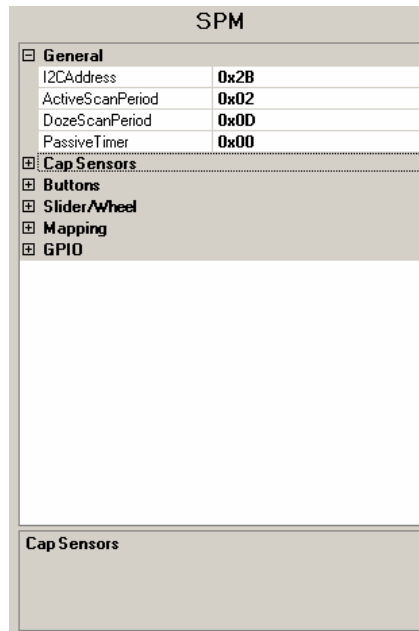 SPM
General
I2CAddress 0x2B
ActiveScanPeriod 0x02
DozeScanPeriod 0x0D
PassiveTimer 0x00
Cap Sensors
Buttons
Slider/Wheel
Mapping
GPIO
Cap Sensors